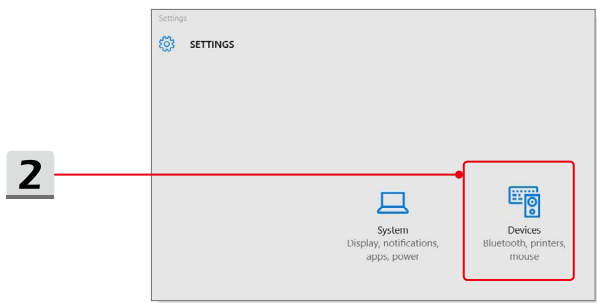 Settings
SETTINGS
2
System
Display, notifications,
apps, power
Devices
Bluetooth, printers,
mouse